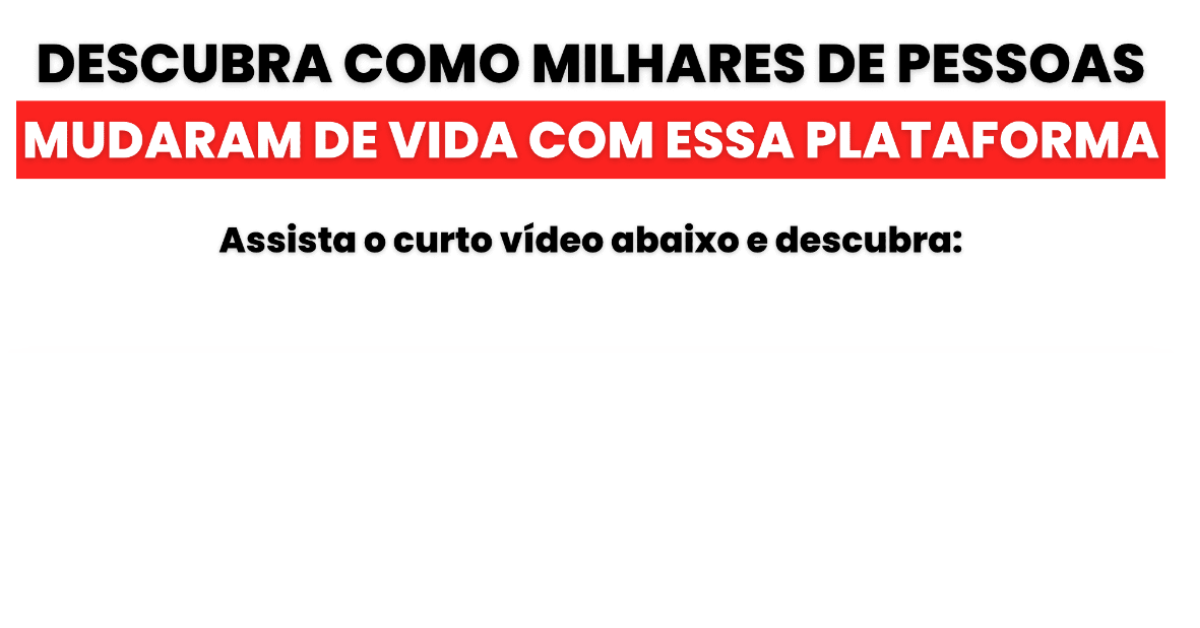 DESCUBRA COMO MILHARES DE PESSOAS
MUDARAM DE VIDA COM ESSA PLATAFORMA
Assista o curto vídeo abaixo e descubra: